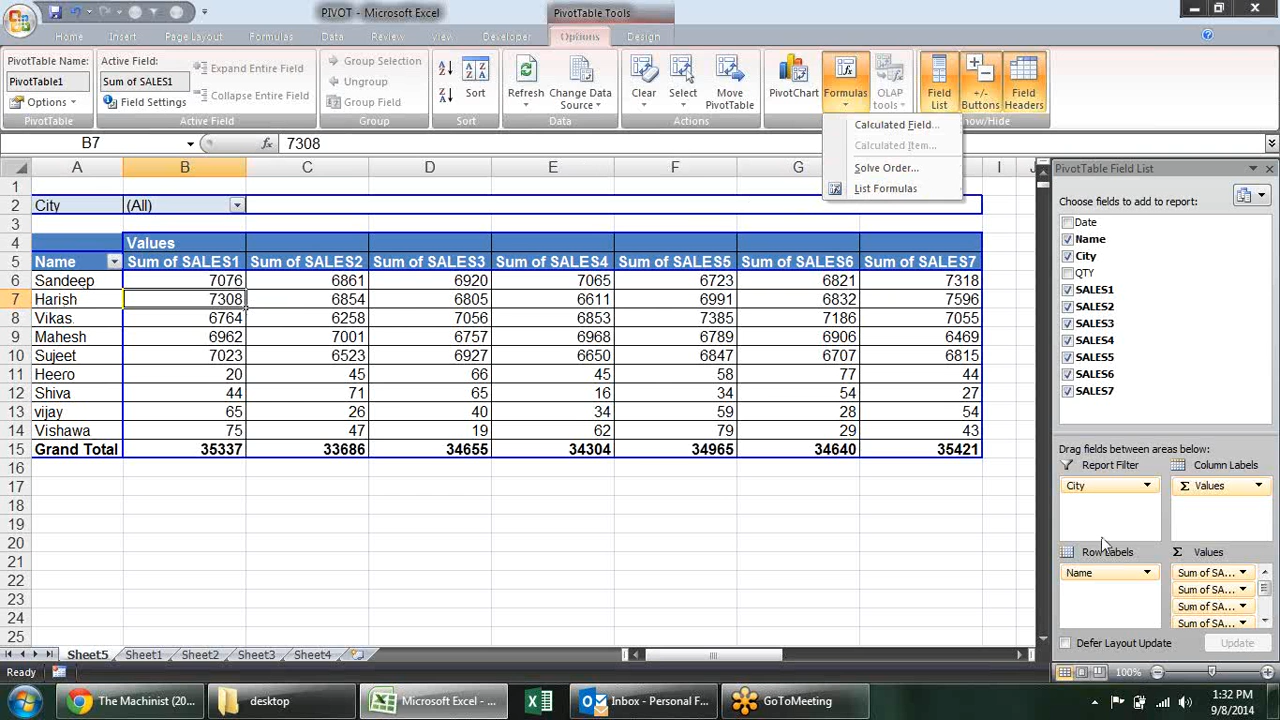 PIVOT - Microsoft Excel
PivotTable Tools
Home Insert Page Layout Formulas Data Review View Developer Options Design
PivotTable Name:
PivotTable1
Options
PivotTable
Active Field:
Sum of SALES1
Field Settings
Expand Entire Field
Collapse Entire Field
Active Field
Group Selection
Ungroup
Group Field
Group
Sort
Sort
Refresh
Change Data Source
Data
Clear
Select
Move PivotTable
Actions
PivotChart
Formulas
OLAP tools
Field List
+/- Buttons
Field Headers
Show/Hide
Calculated Field...
Calculated Item...
Solve Order...
List Formulas
B7 fx 7308
A B C D E F G
1
2 City (All)
3
4 Values
5 Name Sum of SALES1 Sum of SALES2 Sum of SALES3 Sum of SALES4 Sum of SALES5 Sum of SALES6 Sum of SALES7
6 Sandeep 7076 6861 6920 7065 6723 6821 7318
7 Harish 7308 6854 6805 6611 6991 6832 7596
8 Vikas 6764 6258 7056 6853 7385 7186 7055
9 Mahesh 6962 7001 6757 6968 6789 6906 6469
10 Sujeet 7023 6523 6927 6650 6847 6707 6815
11 Heero 20 45 66 45 58 77 44
12 Shiva 44 71 65 16 34 54 27
13 vijay 65 26 40 34 59 28 54
14 Vishawa 75 47 19 62 79 29 43
15 Grand Total 35337 33686 34655 34304 34965 34640 35421
16
17
18
19
20
21
22
23
24
25
PivotTable Field List
Choose fields to add to report:
Date
Name
City
QTY
SALES1
SALES2
SALES3
SALES4
SALES5
SALES6
SALES7
Drag fields between areas below:
Report Filter
Column Labels
City
Values
Row Labels
Σ Values
Name
Sum of SA...
Sum of SA...
Sum of SA...
Sum of SA...
Defer Layout Update
Update
Sheet5 Sheet1 Sheet2 Sheet3 Sheet4
Ready
100%
The Machinist (20...
desktop
Microsoft Excel - ...
Inbox - Personal F...
GoToMeeting
1:32 PM
9/8/2014